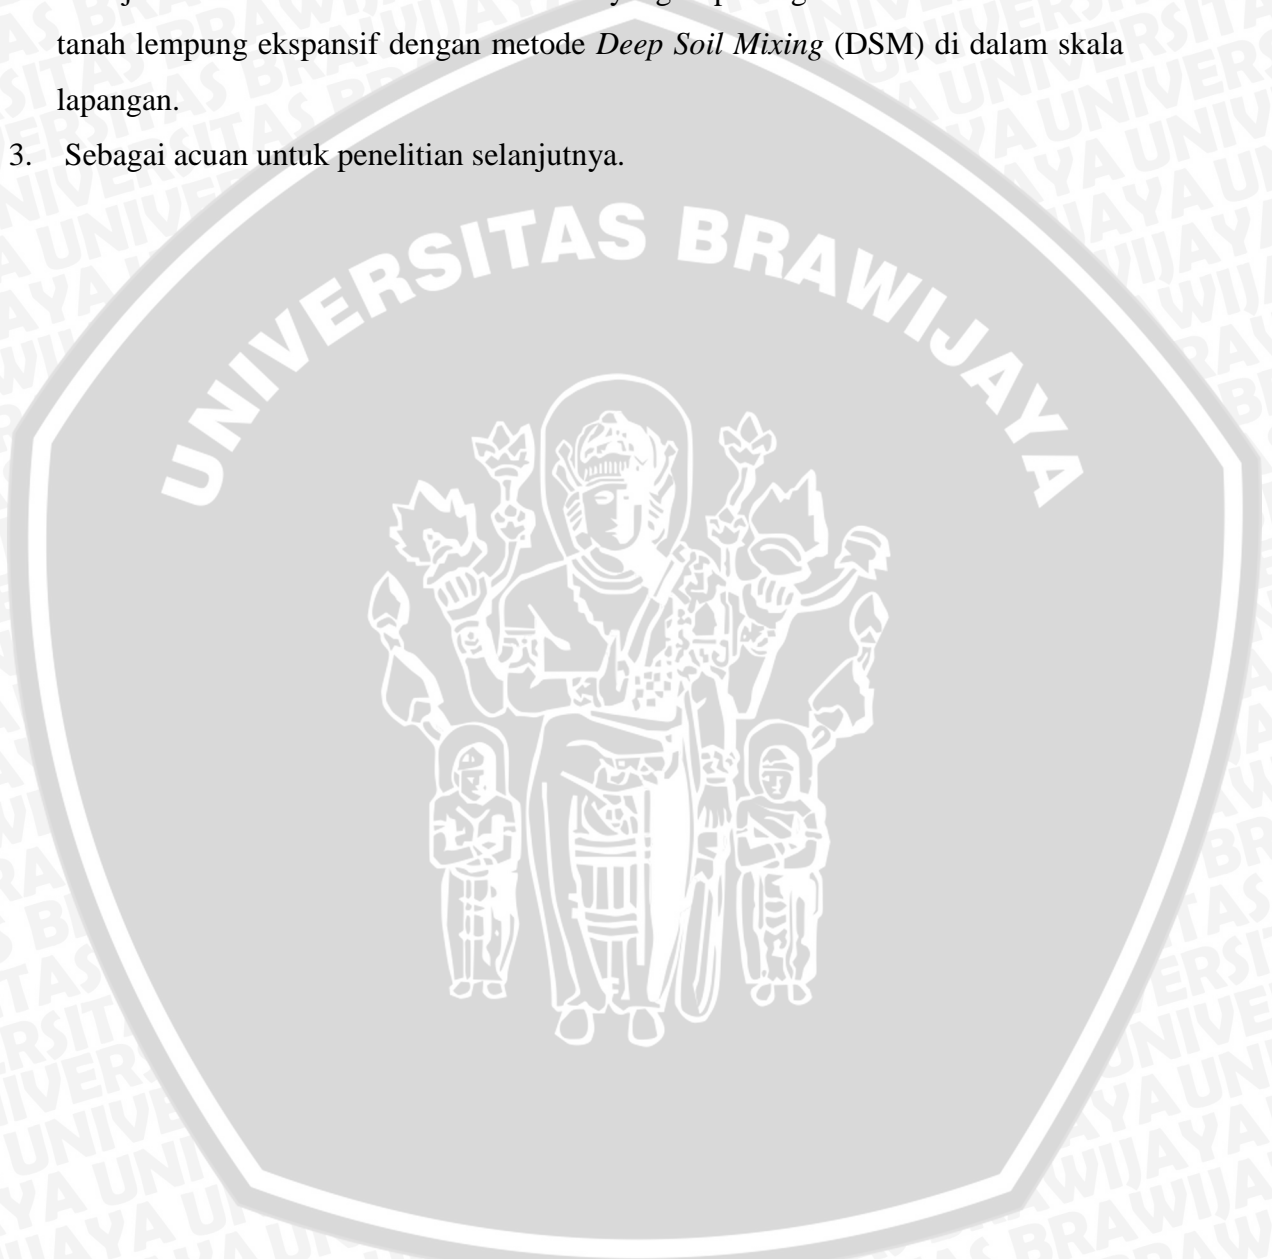 tanah lempung ekspansif dengan metode Deep Soil Mixing (DSM) di dalam skala
lapangan.
3. Sebagai acuan untuk penelitian selanjutnya.
UNIVERSITAS BRAWIJAYA